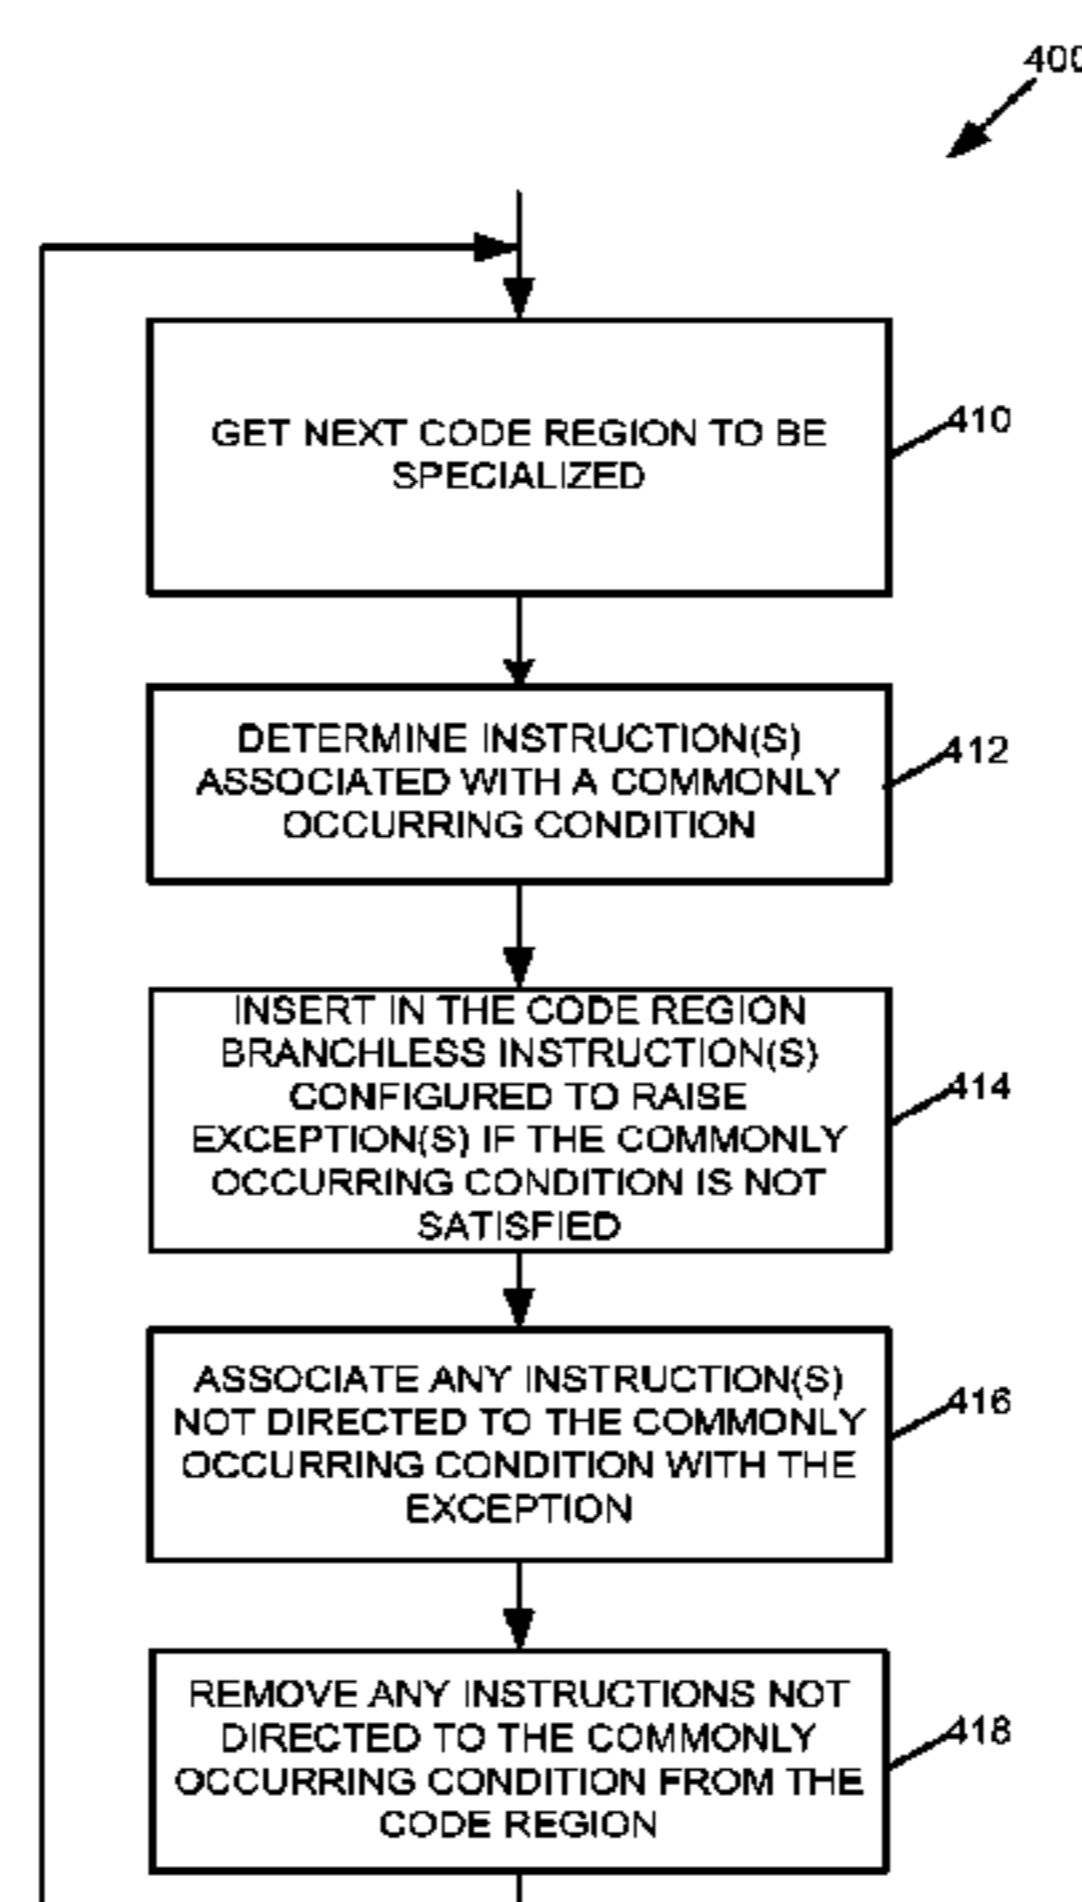 400
GET NEXT CODE REGION TO BE
SPECIALIZED
410
DETERMINE INSTRUCTION(S)
ASSOCIATED WITH A COMMONLY
OCCURRING CONDITION
412
INSERT IN THE CODE REGION
BRANCHLESS INSTRUCTION(S)
CONFIGURED TO RAISE
EXCEPTION(S) IF THE COMMONLY
OCCURRING CONDITION IS NOT
SATISFIED
414
ASSOCIATE ANY INSTRUCTION(S)
NOT DIRECTED TO THE COMMONLY
OCCURRING CONDITION WITH THE
EXCEPTION
416
REMOVE ANY INSTRUCTIONS NOT
DIRECTED TO THE COMMONLY
OCCURRING CONDITION FROM THE
CODE REGION
418